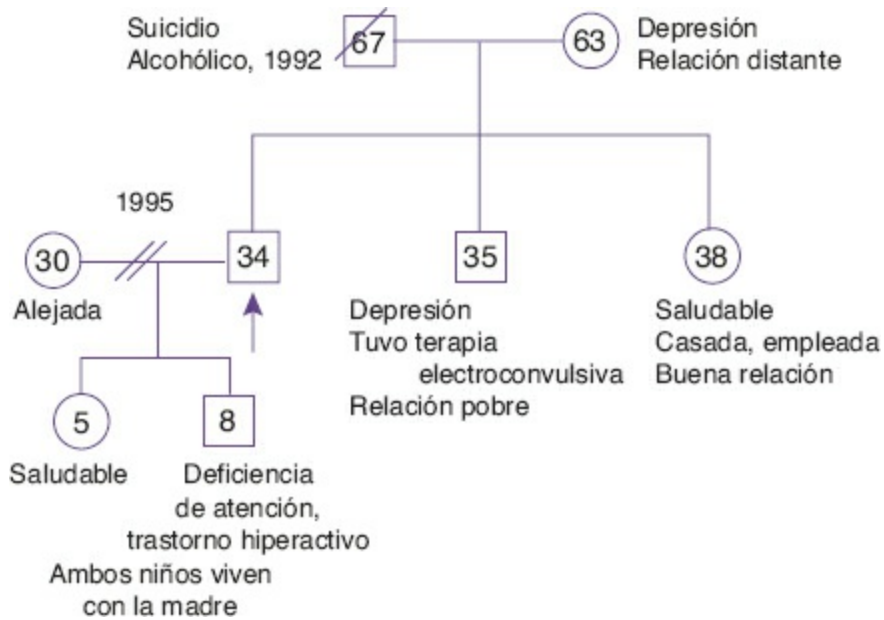 Suicidio
Alcohólico, 1992
67
63
Depresión
Relación distante
1995
30
Alejada
34
35
Depresión
Tuvo terapia
electroconvulsiva
Relación pobre
38
Saludable
Casada, empleada
Buena relación
5
Saludable
8
Deficiencia
de atención,
trastorno hiperactivo
Ambos niños viven
con la madre